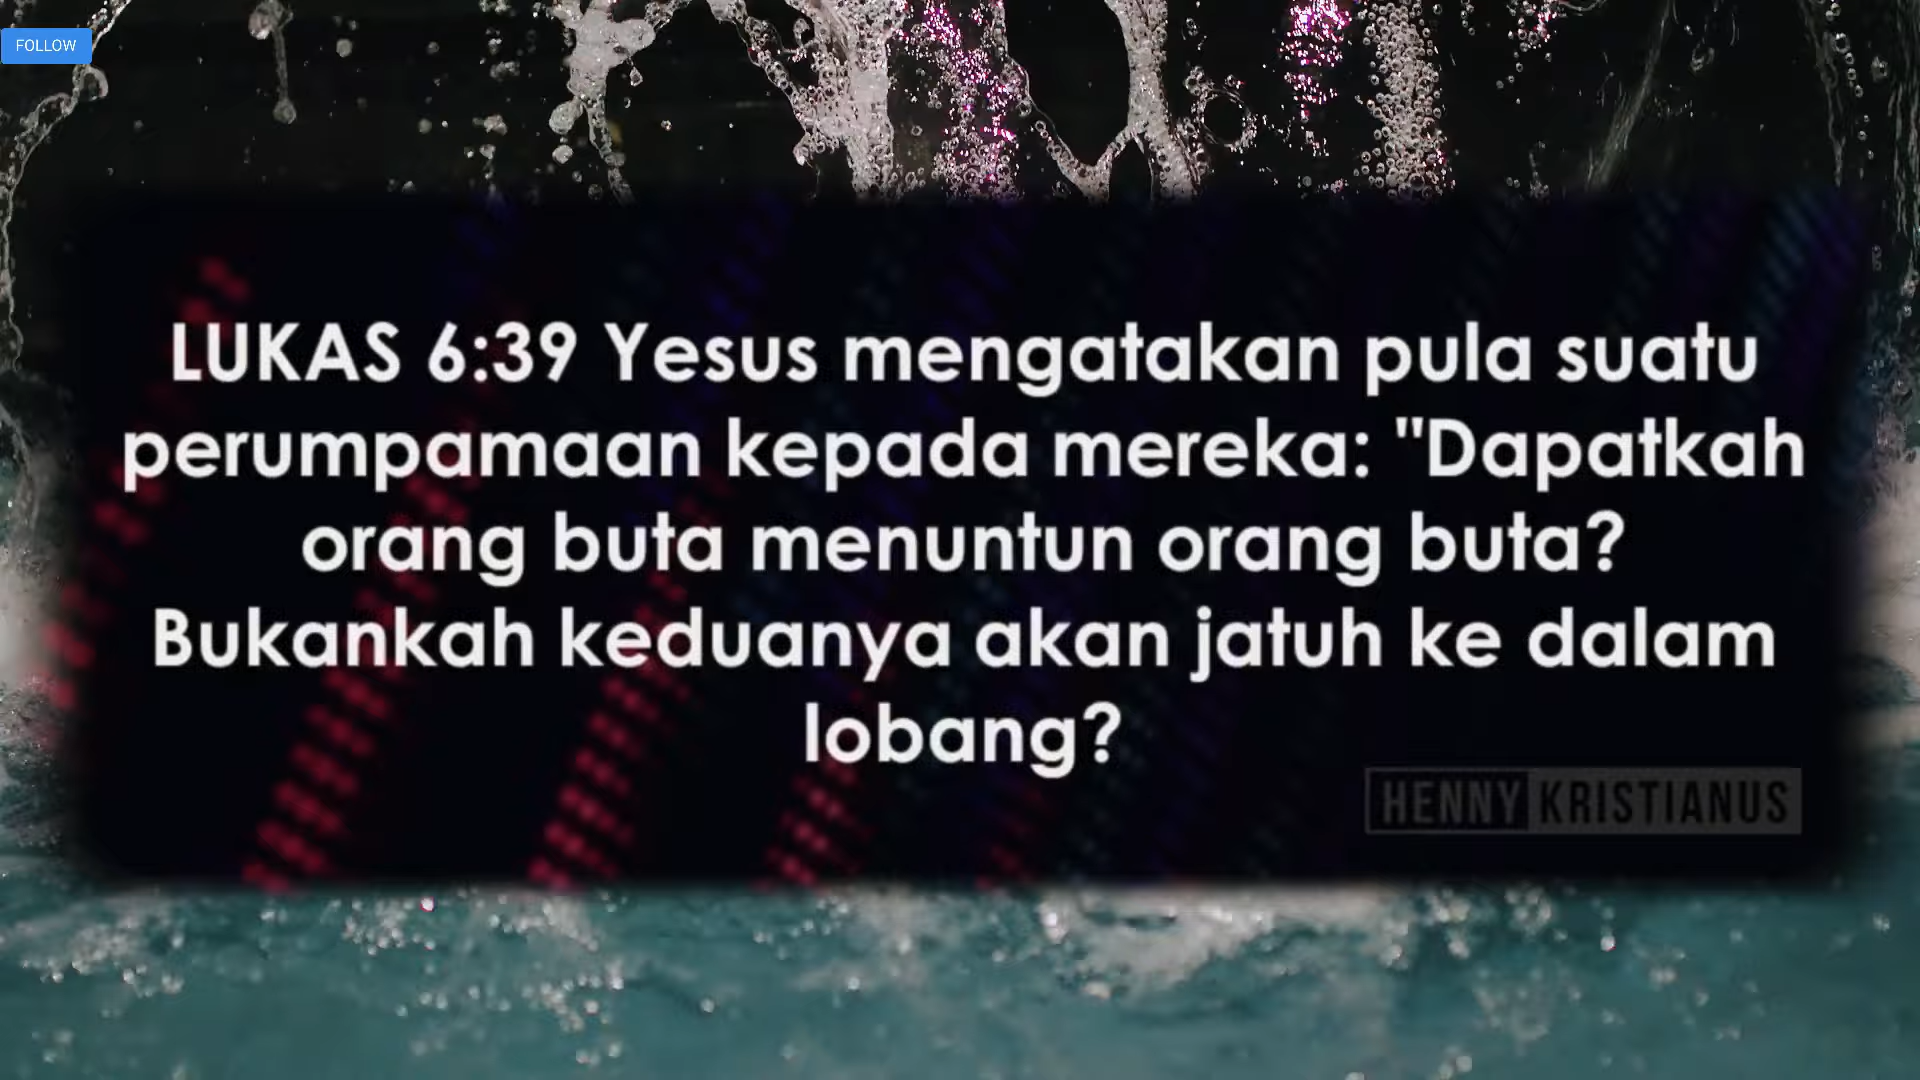 FOLLOW
LUKAS 6:39 Yesus mengatakan pula suatu
perumpamaan kepada mereka: "Dapatkah
orang buta menuntun orang buta?
Bukankah keduanya akan jatuh ke dalam
lobang?
HENNY KRISTIANUS